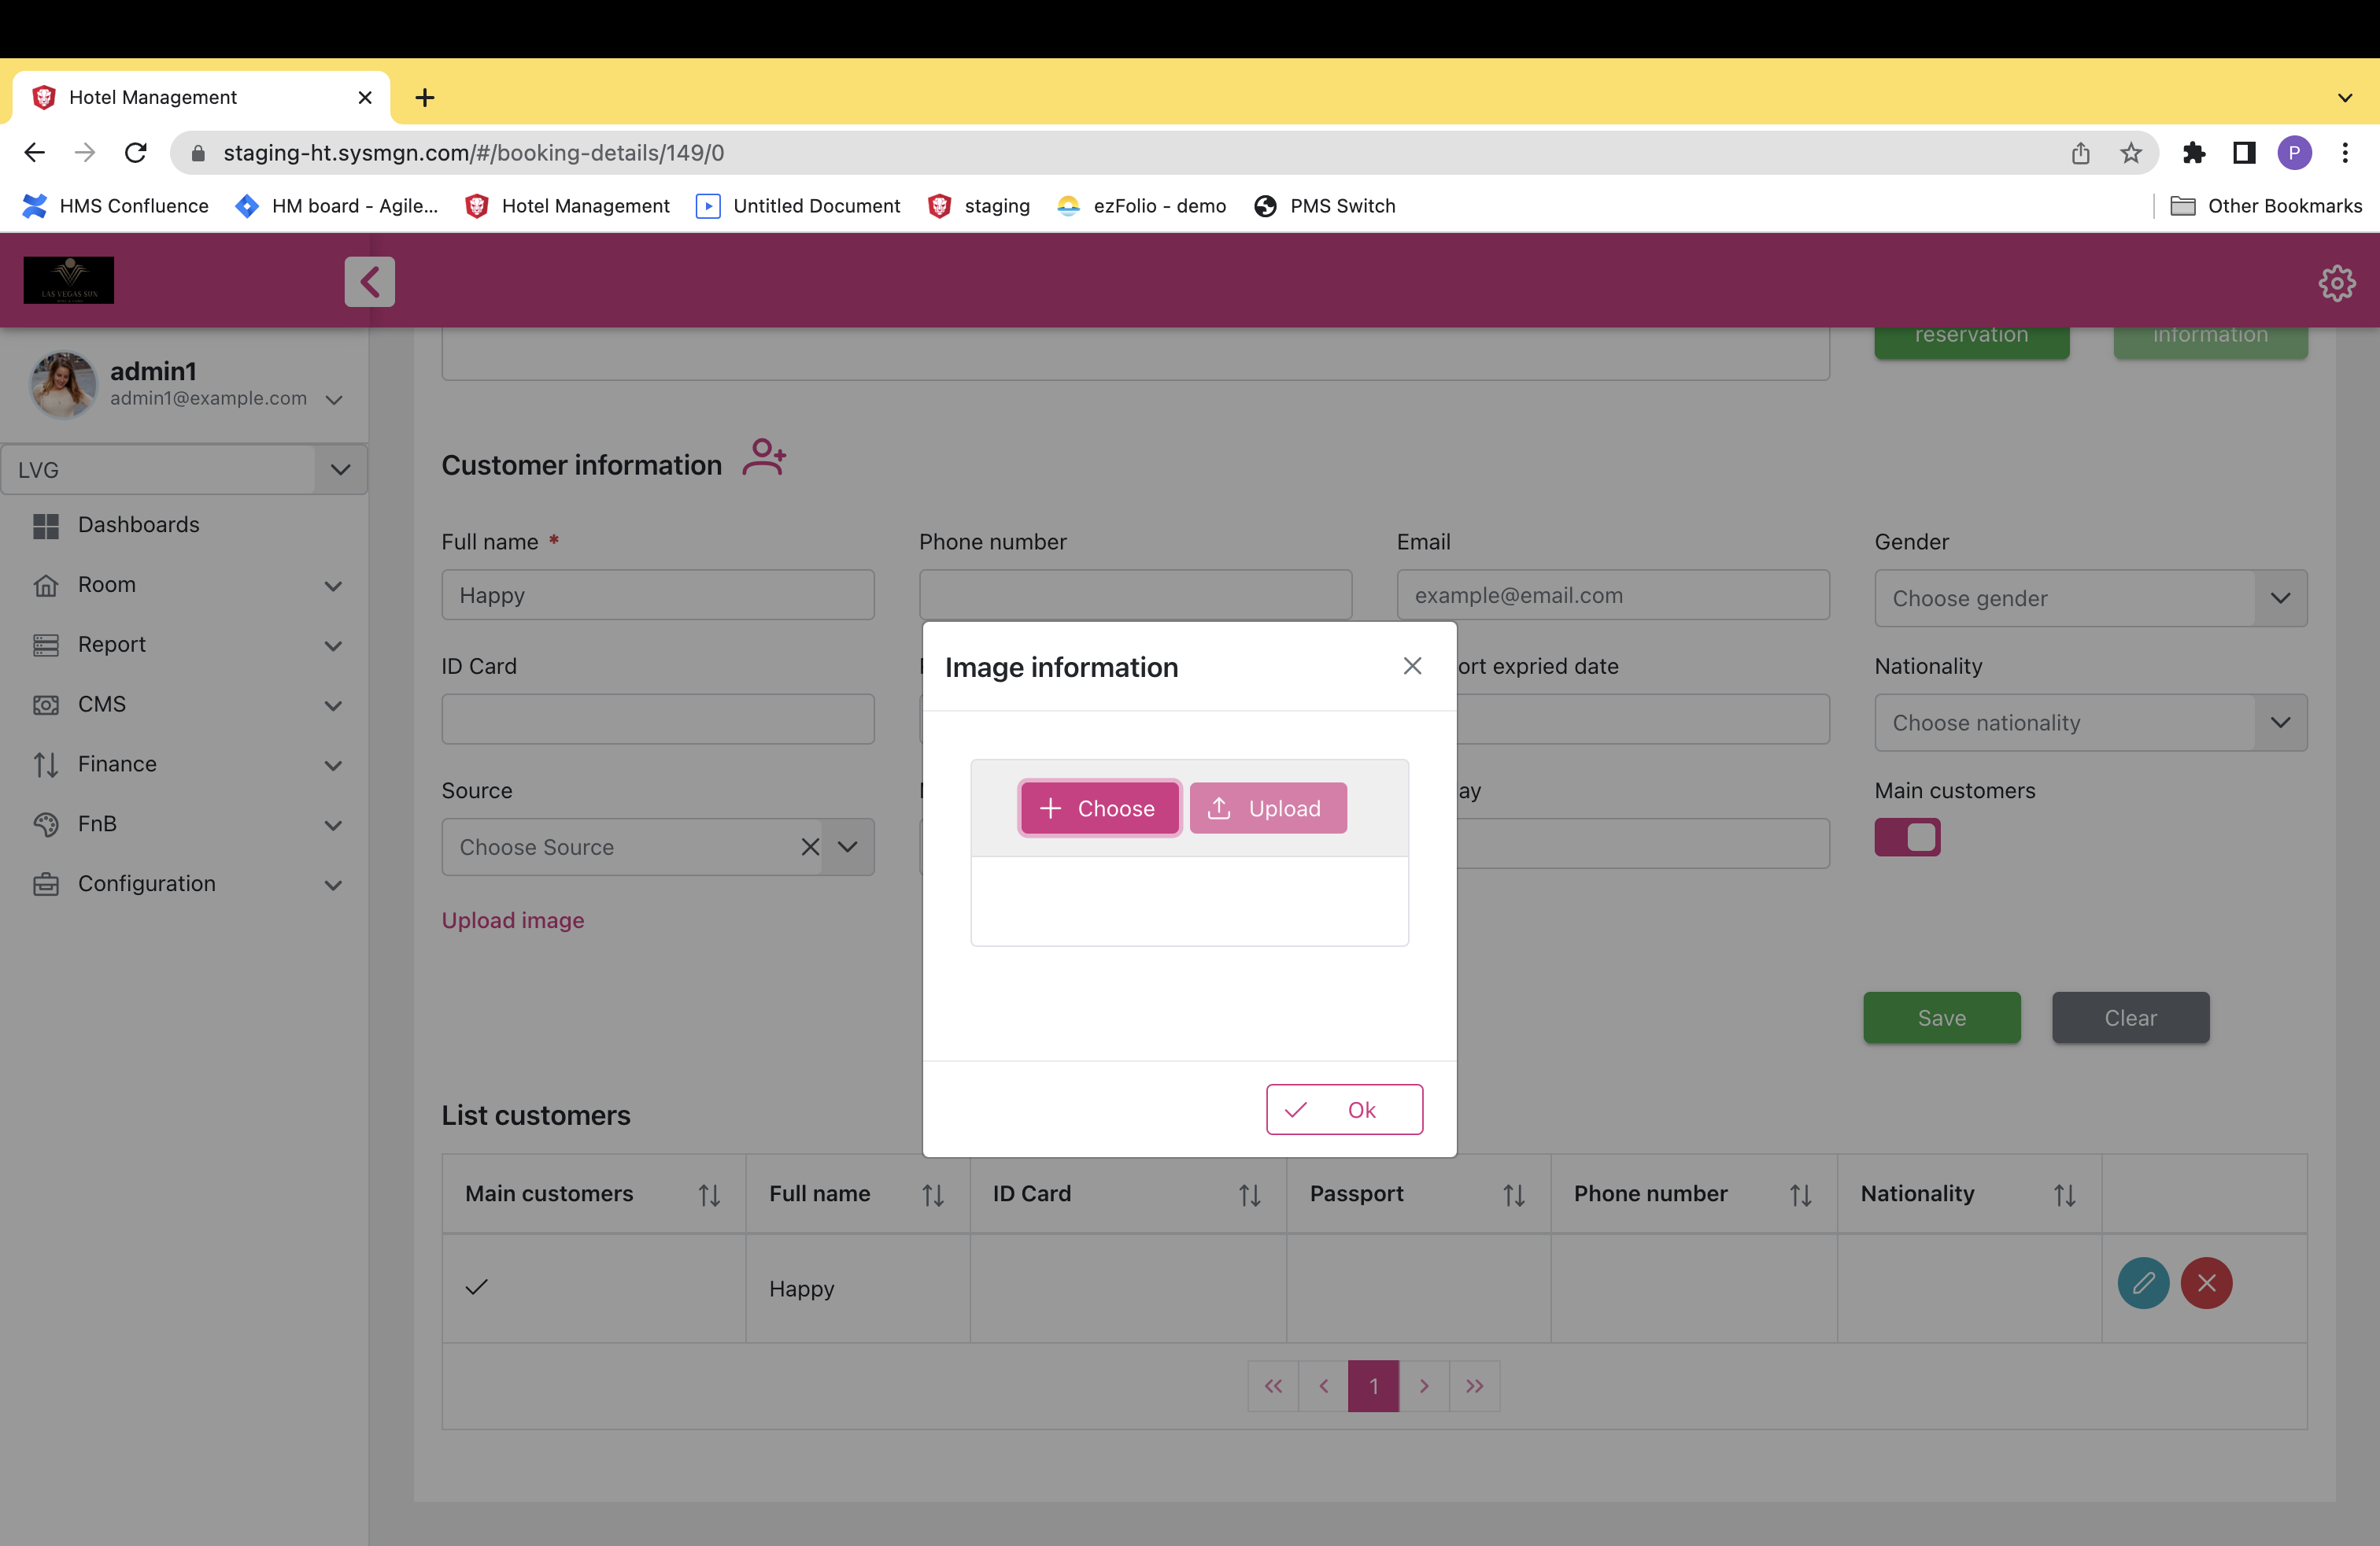 Hotel Management
staging-ht.sysmgn.com/#/booking-details/149/0
P
HMS Confluence
HM board - Agile...
Hotel Management
Untitled Document
staging
ezFolio - demo
PMS Switch
Other Bookmarks
LAS VEGAS SUN
admin1
admin1@example.com
LVG
Dashboards
Room
Report
CMS
Finance
FnB
Configuration
reservation
information
Customer information
Full name *
Phone number
Email
Gender
Happy
example@email.com
Choose gender
ID Card
ort expried date
Nationality
Choose nationality
Source
ay
Main customers
Choose Source
Upload image
Image information
Choose
Upload
Ok
Save
Clear
List customers
Main customers
Full name
ID Card
Passport
Phone number
Nationality
Happy
1